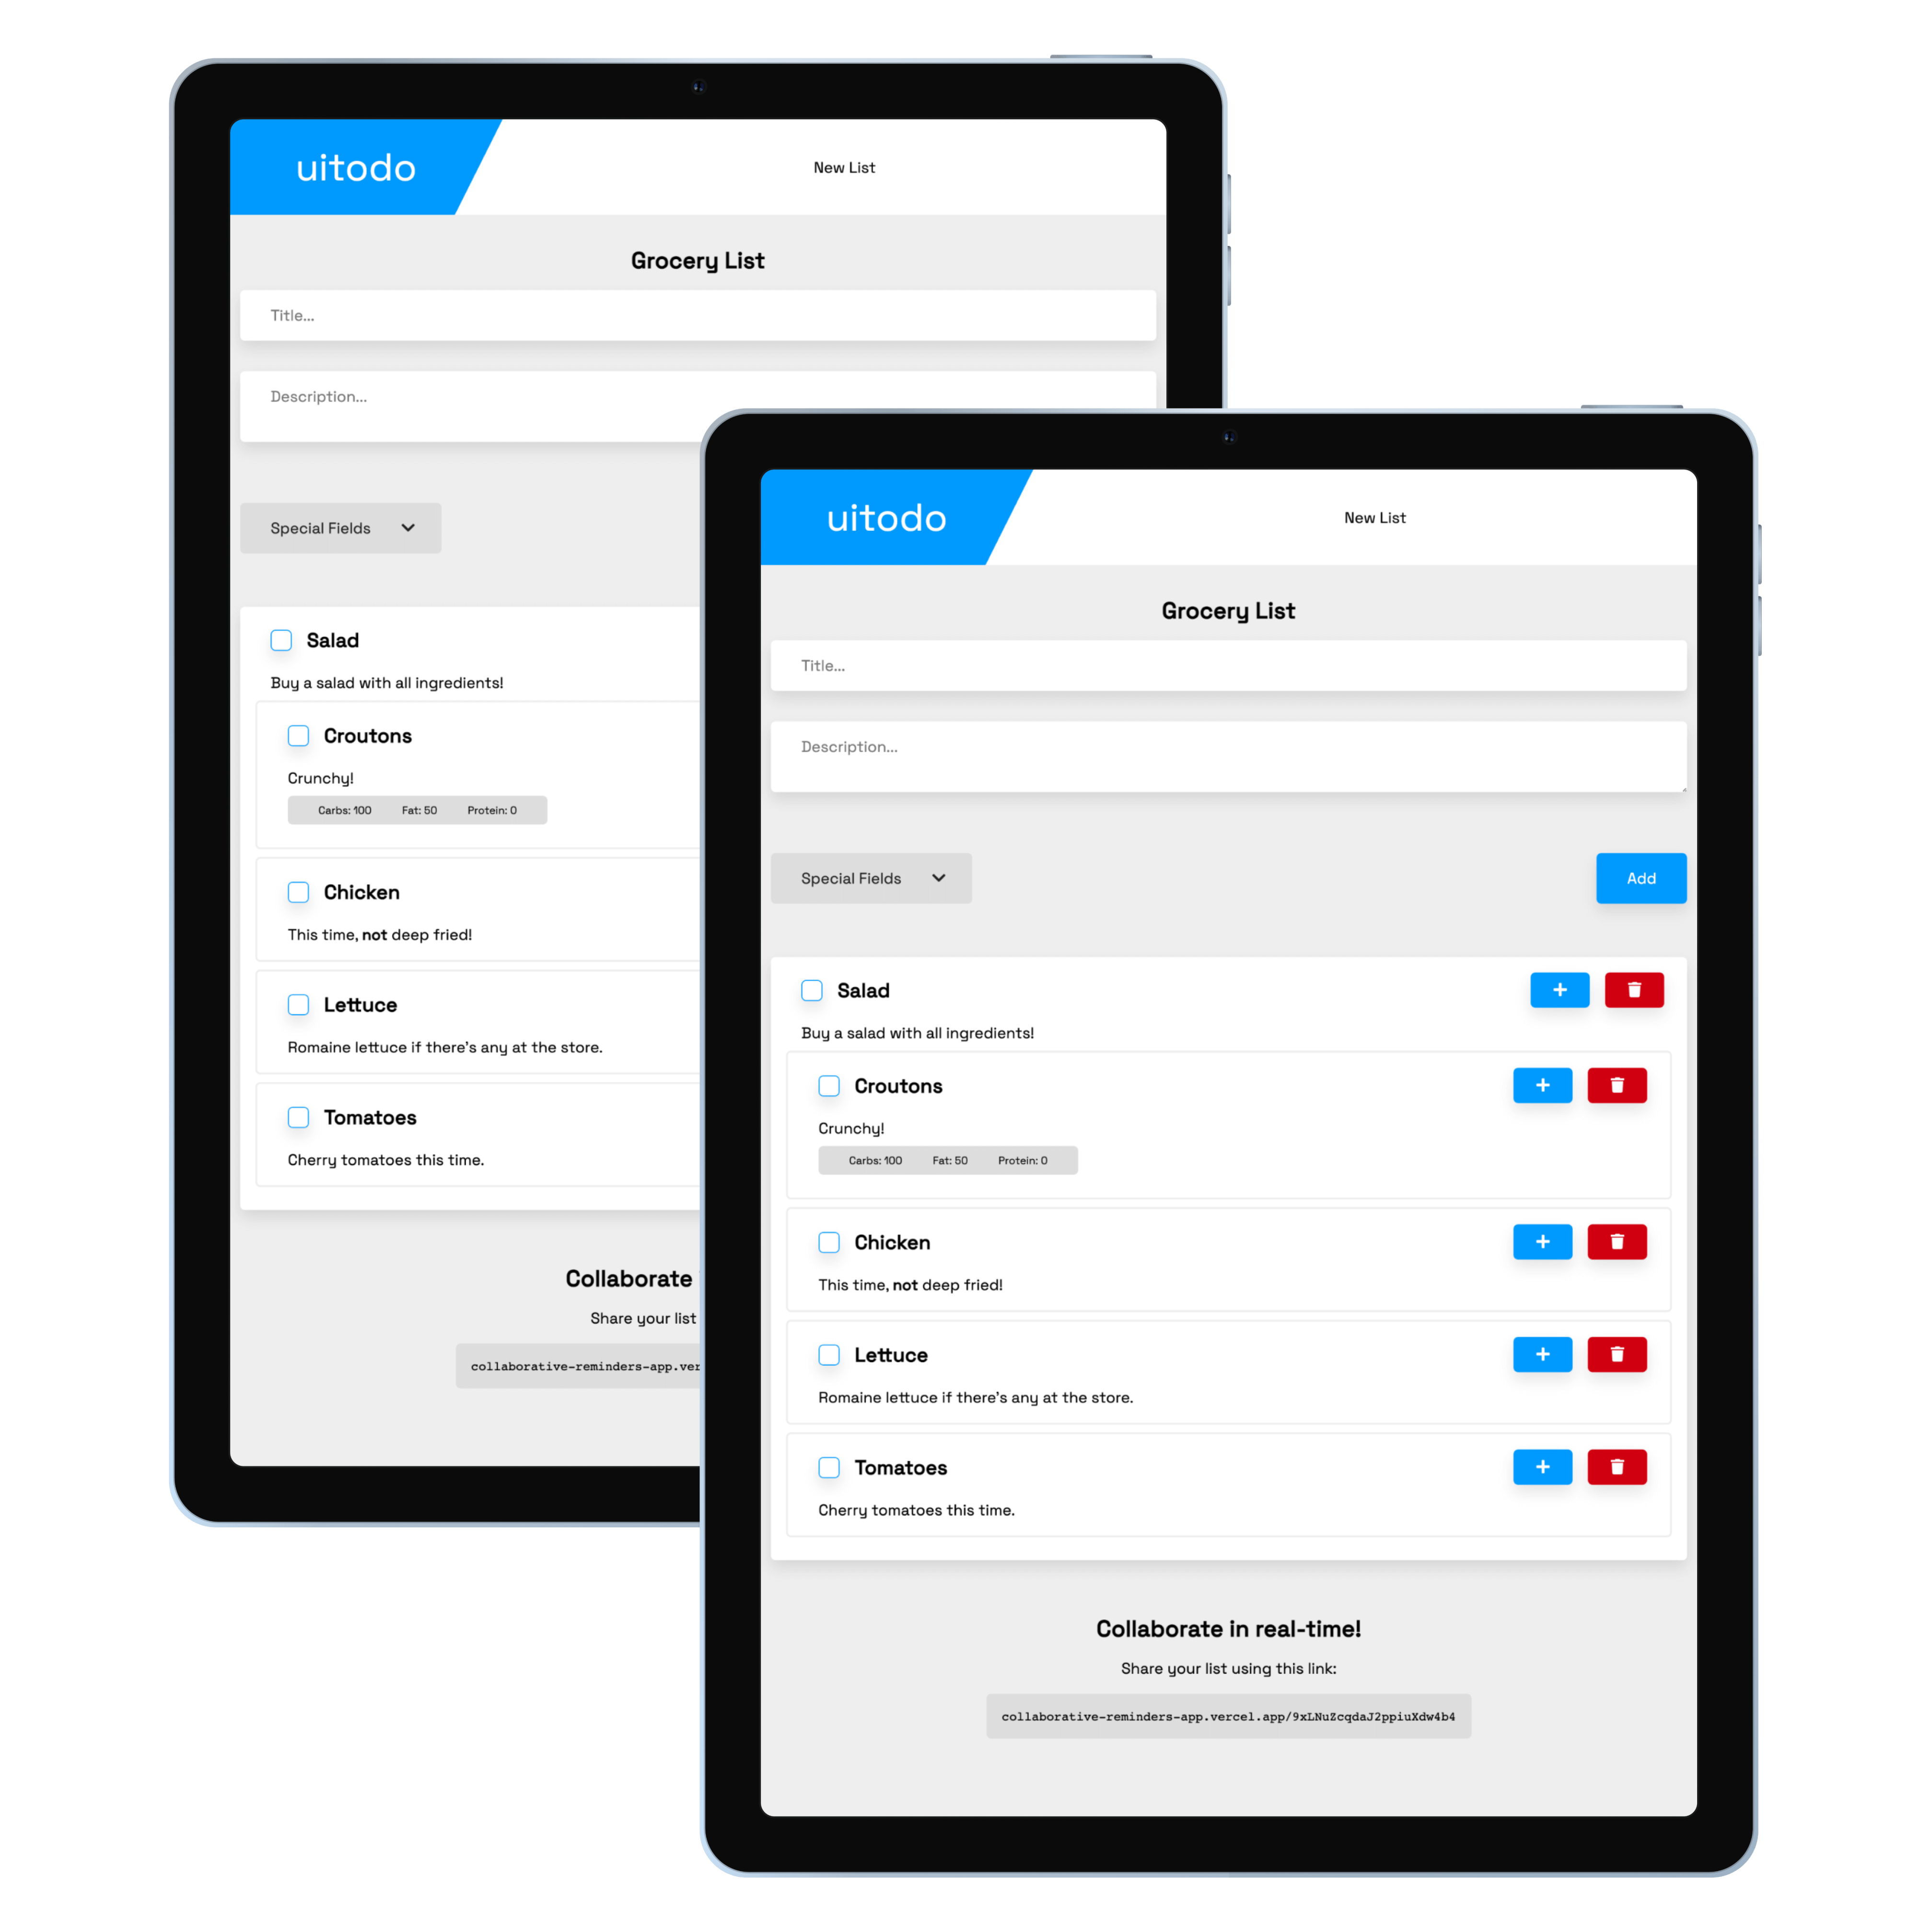 uitodo
New List
Grocery List
Title...
Description...
Special Fields
Salad
Buy a salad with all ingredients!
Croutons
Crunchy!
Carbs: 100 Fat: 50 Protein: 0
Chicken
This time, not deep fried!
Lettuce
Romaine lettuce if there's any at the store.
Tomatoes
Cherry tomatoes this time.
Collaborate
Share your list
collaborative-reminders-app.ver
uitodo
New List
Grocery List
Title...
Description...
Special Fields
Add
Salad
Buy a salad with all ingredients!
Croutons
Crunchy!
Carbs: 100 Fat: 50 Protein: 0
Chicken
This time, not deep fried!
Lettuce
Romaine lettuce if there's any at the store.
Tomatoes
Cherry tomatoes this time.
Collaborate in real-time!
Share your list using this link:
collaborative-reminders-app.vercel.app/9xLNuZcqdaJ2ppiuXdw4b4